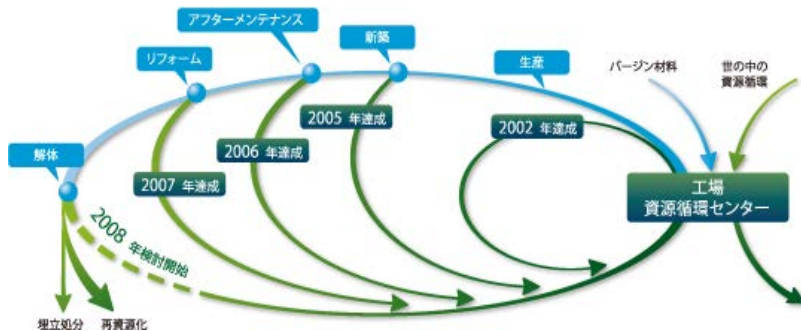 アフターメンテナンス
リフォーム
新築
生産
バージン材料
世の中の
資源循環
2005 年達成
2002 年達成
2006 年達成
解体
2007 年達成
工場
資源循環センター
2008 年検討開始
埋立処分
再資源化